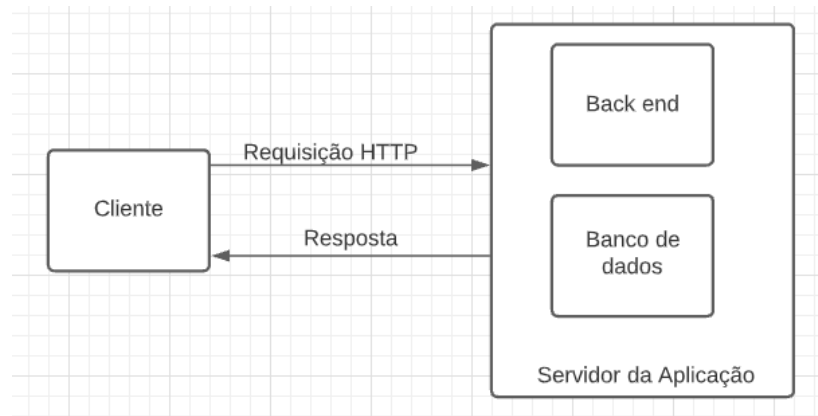 Cliente
Requisição HTTP
Resposta
Back end
Banco de
dados
Servidor da Aplicação